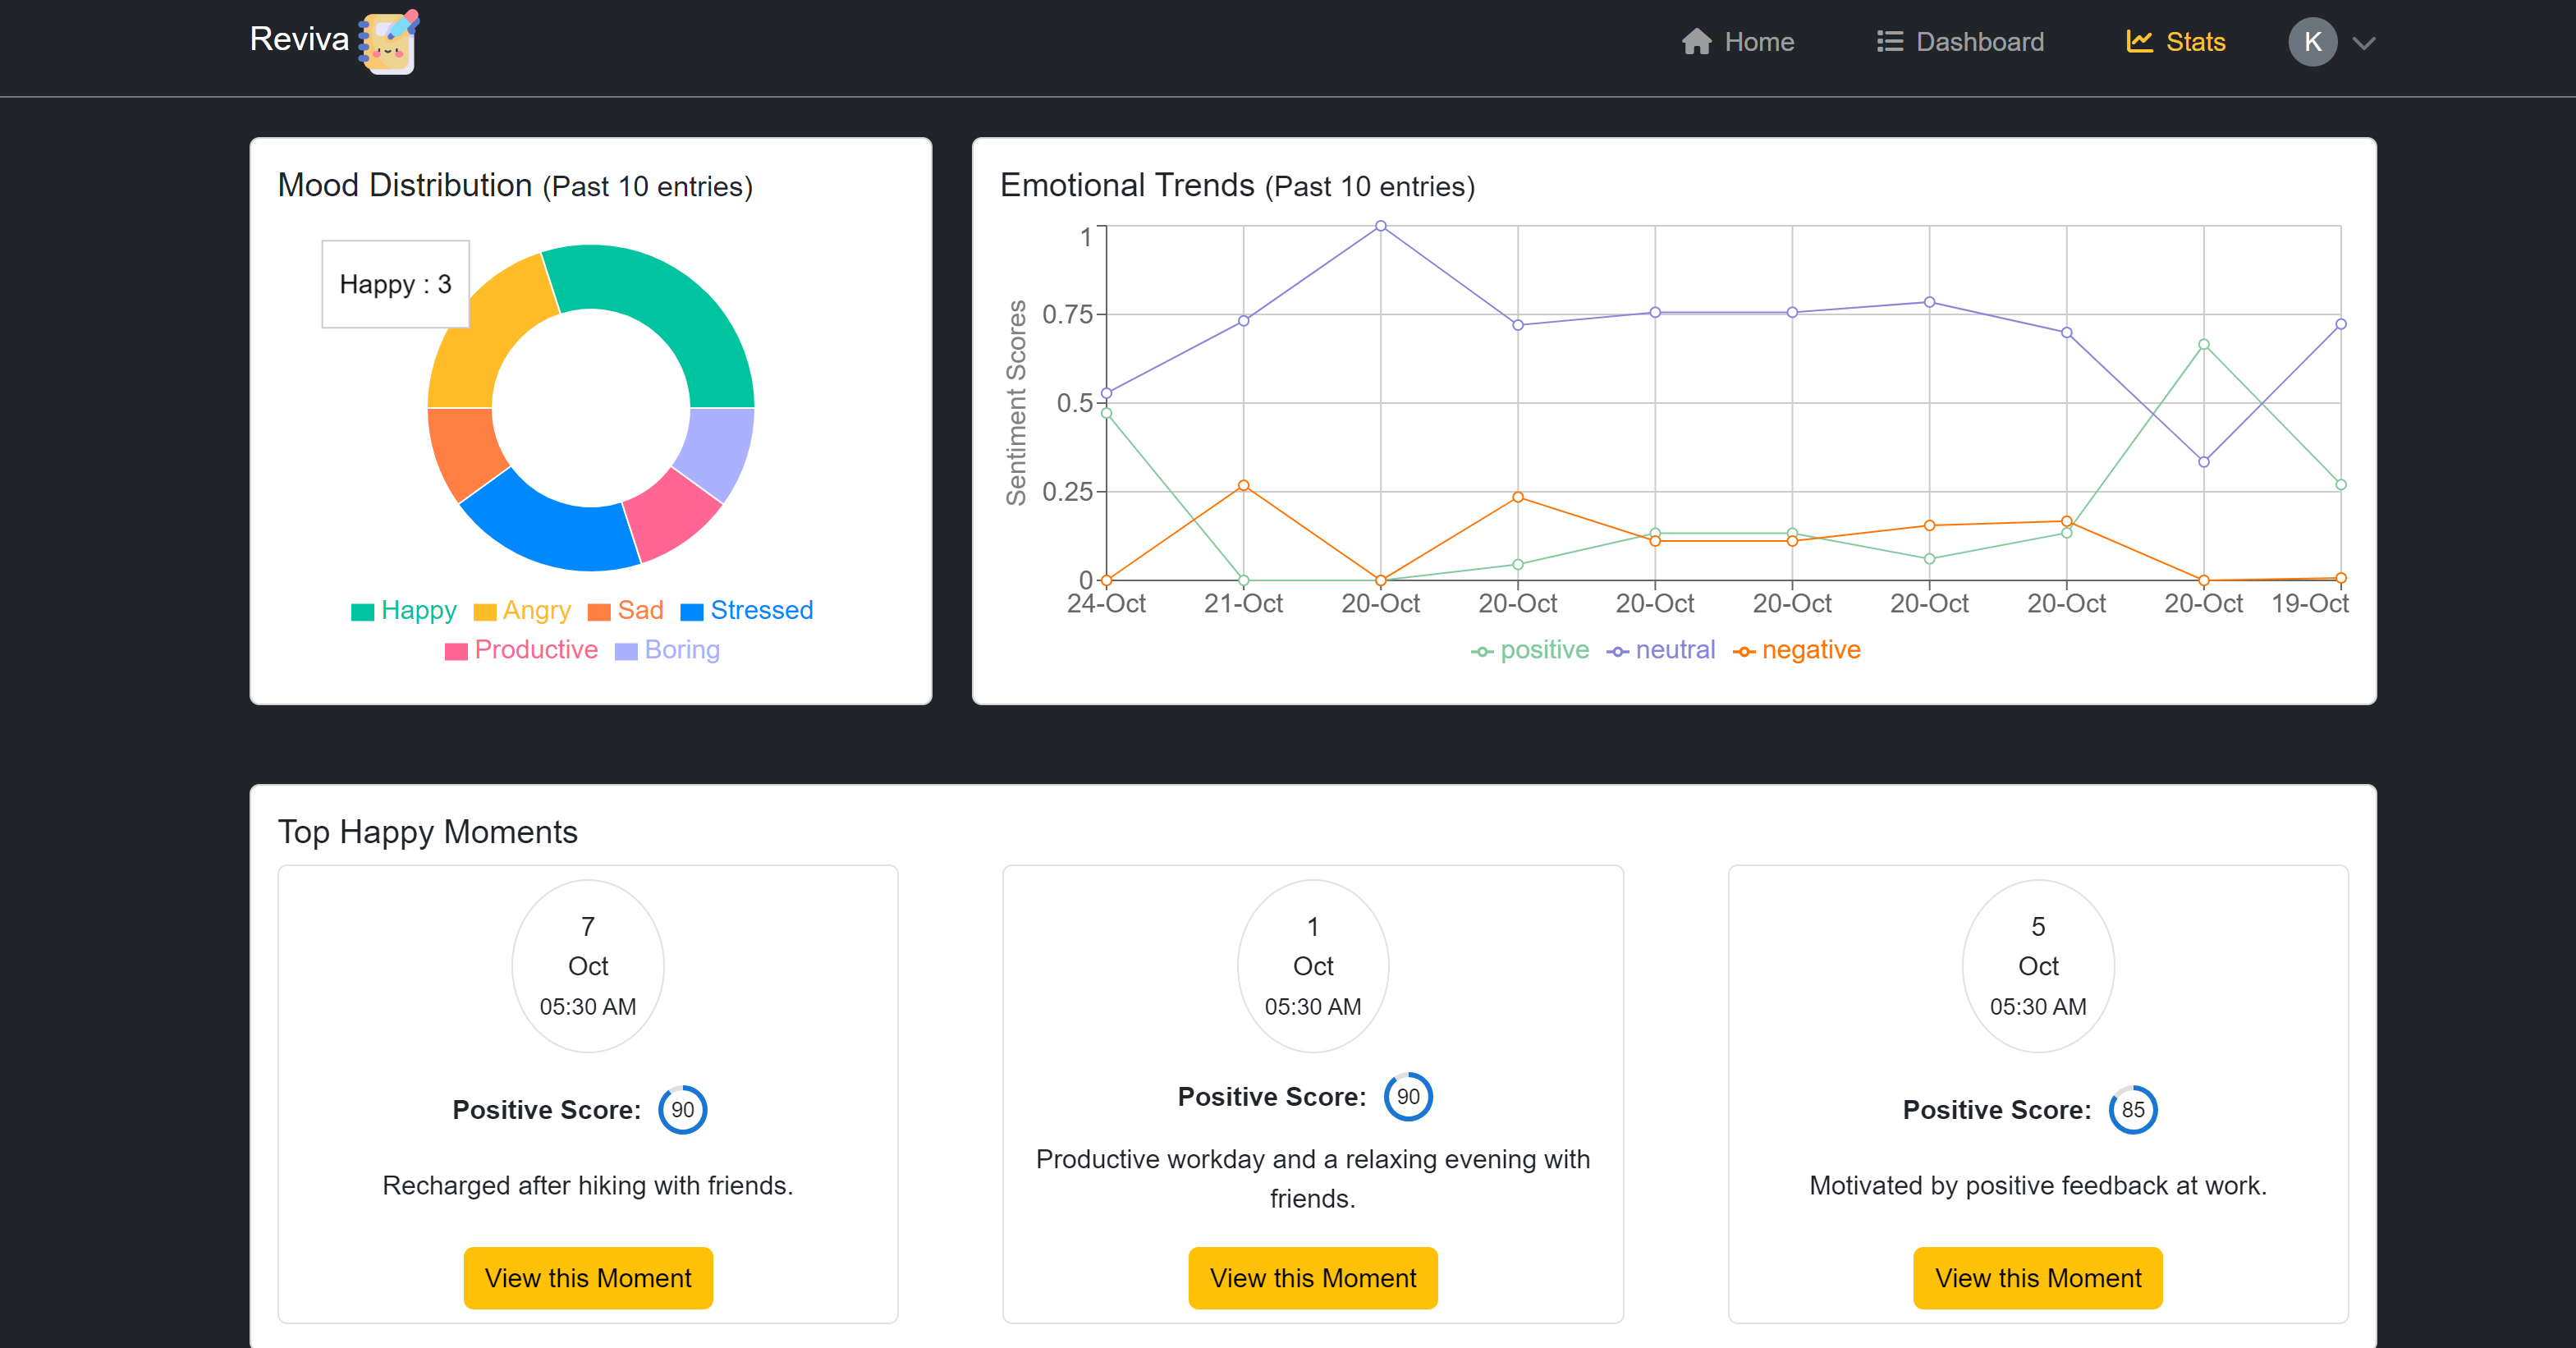 Reviva
Home
Dashboard
Stats
K
Mood Distribution (Past 10 entries)
Happy : 3
Happy Angry Sad Stressed
Productive Boring
Emotional Trends (Past 10 entries)
Sentiment Scores
1
0.75
0.5
0.25
0
24-Oct 21-Oct 20-Oct 20-Oct 20-Oct 20-Oct 20-Oct 20-Oct 20-Oct 19-Oct
positive neutral negative
Top Happy Moments
7
Oct
05:30 AM
Positive Score: 90
Recharged after hiking with friends.
View this Moment
1
Oct
05:30 AM
Positive Score: 90
Productive workday and a relaxing evening with
friends.
View this Moment
5
Oct
05:30 AM
Positive Score: 85
Motivated by positive feedback at work.
View this Moment